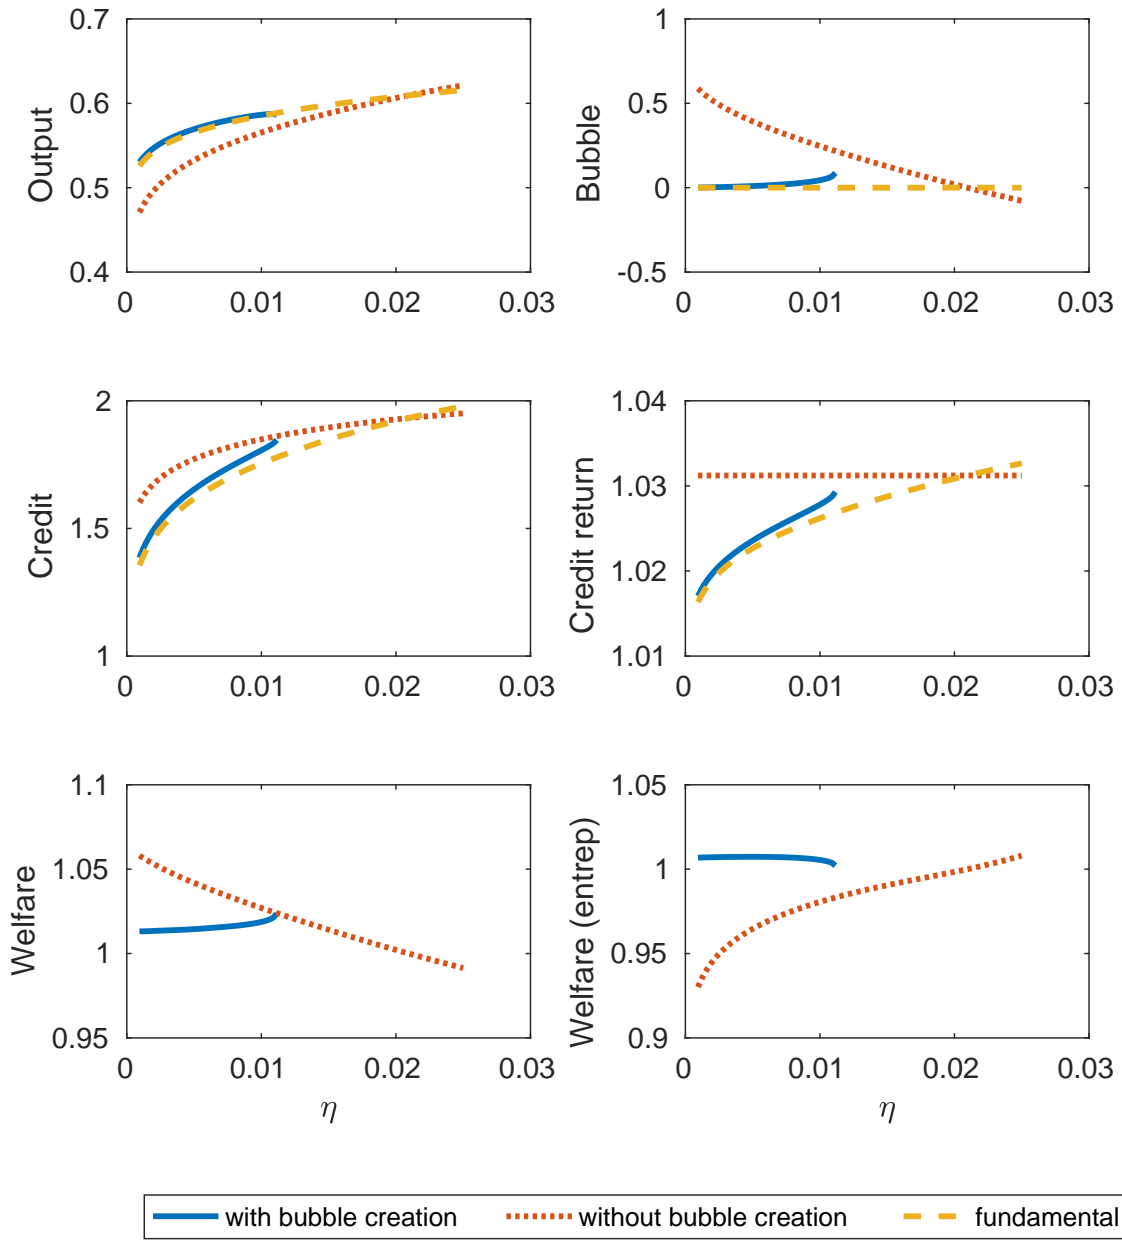 0.7
0.6
0.5
0.4
Output
0 0.01 0.02 0.03
1
0.5
0
-0.5
Bubble
0 0.01 0.02 0.03
2
1.5
1
Credit
0 0.01 0.02 0.03
1.04
1.03
1.02
1.01
Credit return
0 0.01 0.02 0.03
1.1
1.05
1
0.95
Welfare
0 0.01 0.02 0.03
η
1.05
1
0.95
0.9
Welfare (entrep)
0 0.01 0.02 0.03
η
with bubble creation without bubble creation fundamental